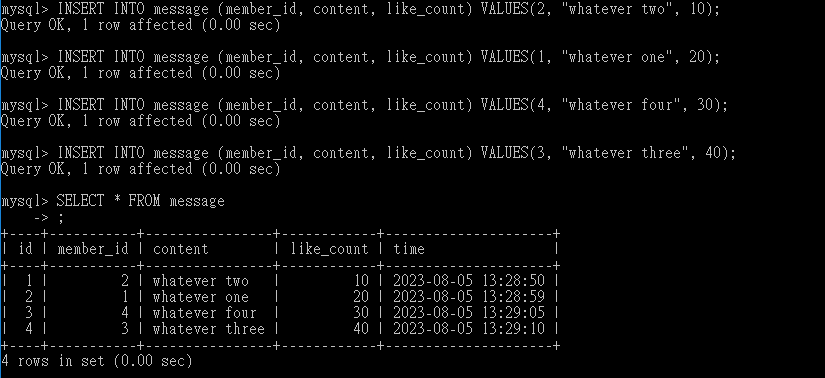 mysql> INSERT INTO message (member_id, content, like_count) VALUES(2, "whatever two", 10);
Query OK, 1 row affected (0.00 sec)
mysql> INSERT INTO message (member_id, content, like_count) VALUES(1, "whatever one", 20);
Query OK, 1 row affected (0.00 sec)
mysql> INSERT INTO message (member_id, content, like_count) VALUES(4, "whatever four", 30);
Query OK, 1 row affected (0.00 sec)
mysql> INSERT INTO message (member_id, content, like_count) VALUES(3, "whatever three", 40);
Query OK, 1 row affected (0.00 sec)
mysql> SELECT * FROM message
    -> ;
+----+-----------+----------------+------------+---------------------+
| id | member_id | content        | like_count | time                |
+----+-----------+----------------+------------+---------------------+
|  1 |         2 | whatever two   |         10 | 2023-08-05 13:28:50 |
|  2 |         1 | whatever one   |         20 | 2023-08-05 13:28:59 |
|  3 |         4 | whatever four  |         30 | 2023-08-05 13:29:05 |
|  4 |         3 | whatever three |         40 | 2023-08-05 13:29:10 |
+----+-----------+----------------+------------+---------------------+
4 rows in set (0.00 sec)